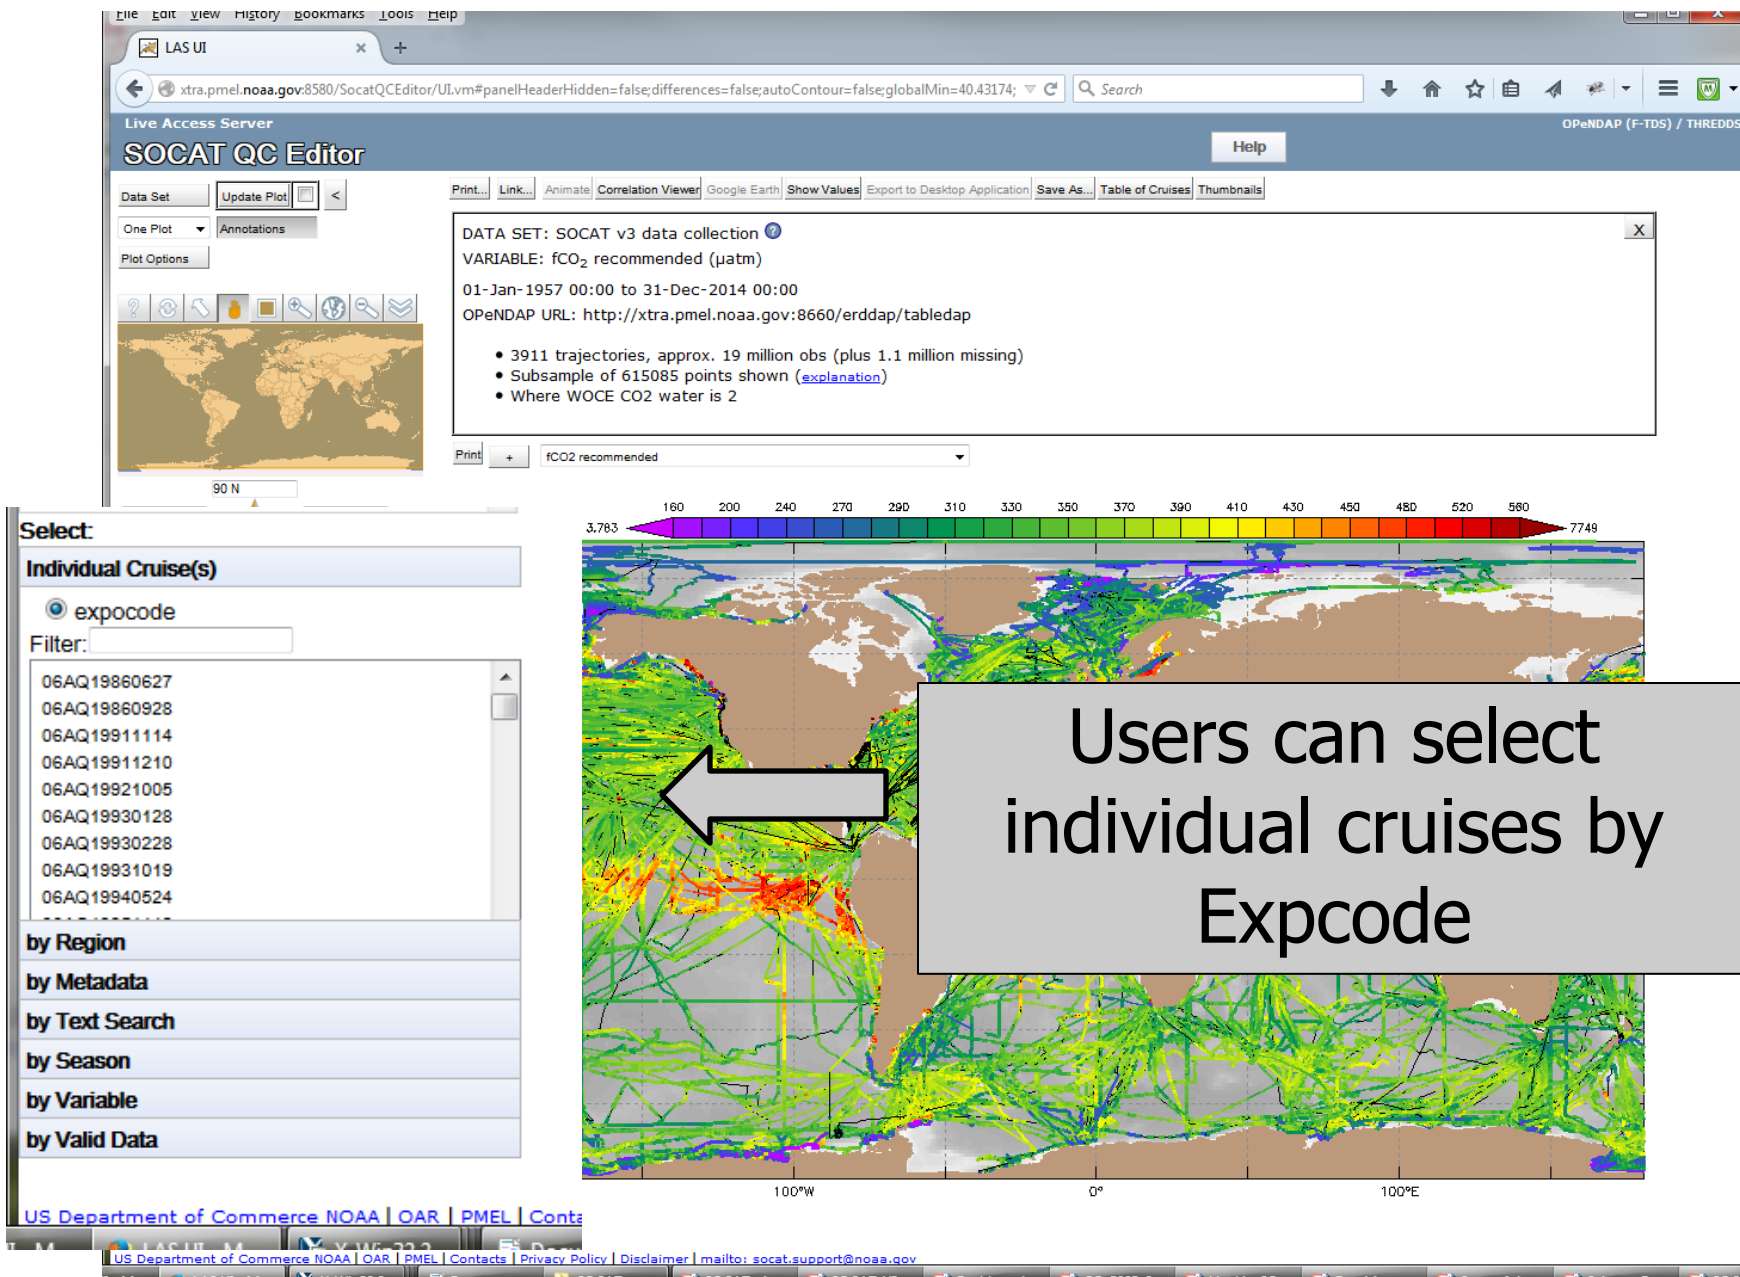 File Edit View History Bookmarks Tools Help
LAS UI × +
xtra.pmel.noaa.gov:8580/SocatQCEditor/UI.vm#panelHeaderHidden=false;differences=false;autoContour=false;globalMin=40.43174; Search
Live Access Server OPeNDAP (F-TDS) / THREDDS
SOCAT QC Editor Help
Data Set Update Plot <
Print... Link... Animate Correlation Viewer Google Earth Show Values Export to Desktop Application Save As... Table of Cruises Thumbnails
One Plot Annotations
Plot Options
DATA SET: SOCAT v3 data collection ? X
VARIABLE: fCO₂ recommended (µatm)
01-Jan-1957 00:00 to 31-Dec-2014 00:00
OPeNDAP URL: http://xtra.pmel.noaa.gov:8660/erddap/tabledap
• 3911 trajectories, approx. 19 million obs (plus 1.1 million missing)
• Subsample of 615085 points shown (explanation)
• Where WOCE CO2 water is 2
Print + fCO2 recommended
90 N
160 200 240 270 290 310 330 350 370 390 410 430 450 480 520 560
3.783 7749
Select:
Individual Cruise(s)
expocode
Filter:
06AQ19860627
06AQ19860928
06AQ19911114
06AQ19911210
06AQ19921005
06AQ19930128
06AQ19930228
06AQ19931019
06AQ19940524
by Region
by Metadata
by Text Search
by Season
by Variable
by Valid Data
Users can select
individual cruises by
Expcode
100°W 0° 100°E
US Department of Commerce NOAA | OAR | PMEL | Conta
US Department of Commerce NOAA | OAR | PMEL | Contacts | Privacy Policy | Disclaimer | mailto: socat.support@noaa.gov